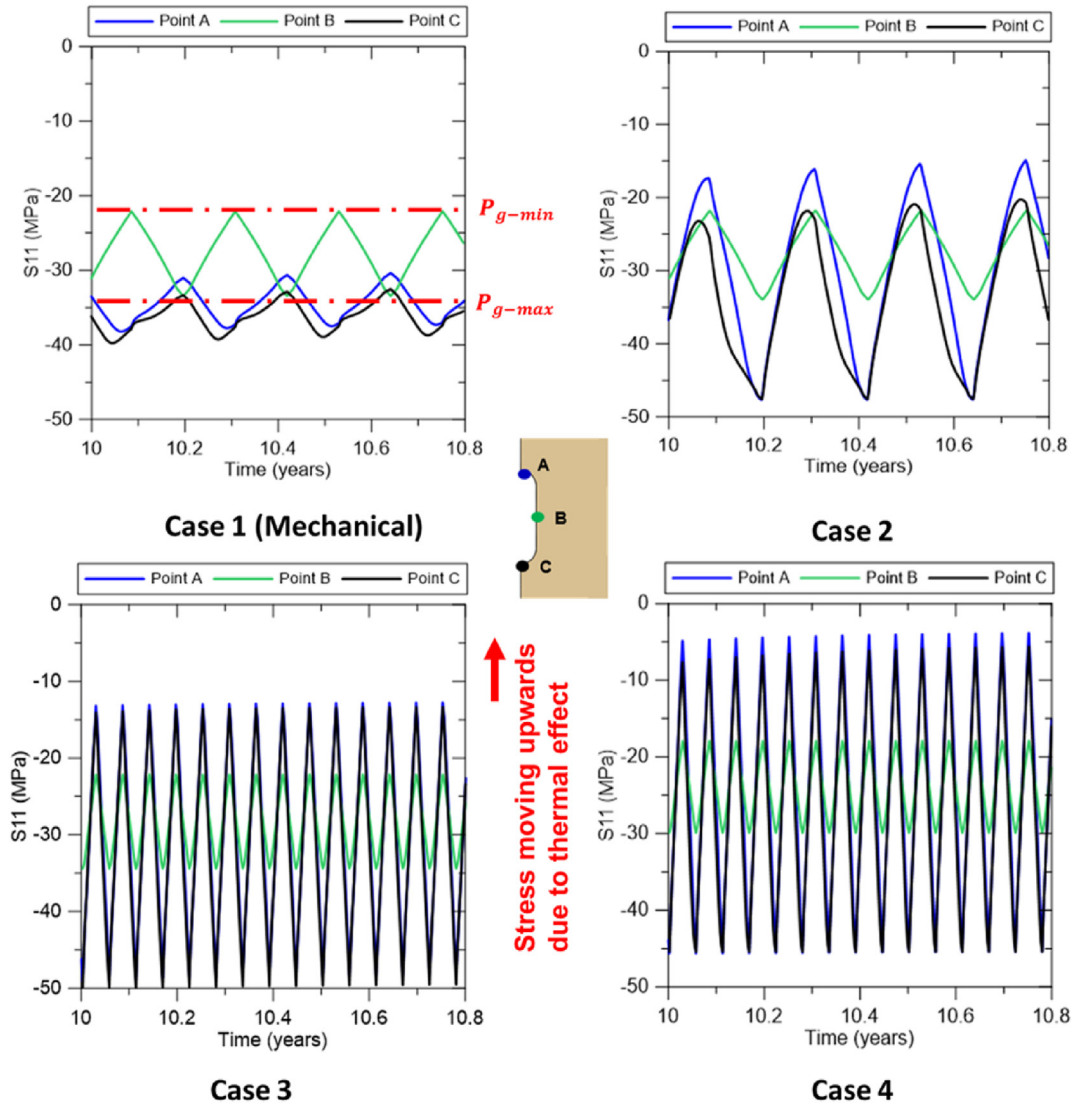 Point A Point B Point C
Point A Point B Point C
0
-10
-20
-30
-40
-50
S11 (MPa)
P_{g-min}
P_{g-max}
10 10.2 10.4 10.6 10.8
Time (years)
Case 1 (Mechanical)
0
-10
-20
-30
-40
-50
S11 (MPa)
10 10.2 10.4 10.6 10.8
Time (years)
Case 2
A
B
C
Point A Point B Point C
0
-10
-20
-30
-40
-50
S11 (MPa)
10 10.2 10.4 10.6 10.8
Time (years)
Case 3
Stress moving upwards
due to thermal effect
Point A Point B Point C
0
-10
-20
-30
-40
-50
S11 (MPa)
10 10.2 10.4 10.6 10.8
Time (years)
Case 4